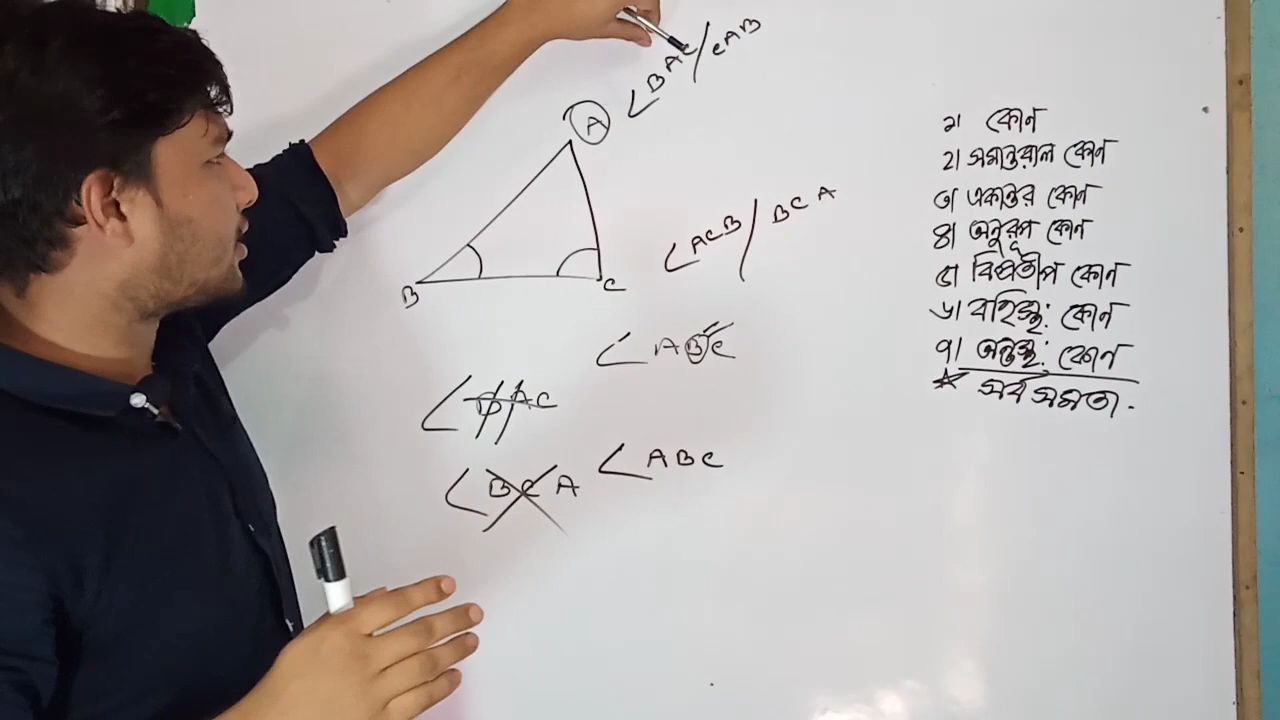 ∠BAC/CAB
A
∠ACB/BCA
B
C
∠ABC
∠BCA
∠ABC
১। কোন
২। সমান্তরাল কোন
৩। একান্তর কোন
৪। অনুরূপ কোন
৫। বিপ্রতীপ কোন
৬। বহিস্থ: কোন
৭। অন্তস্থ: কোন
* সর্বসমতা.